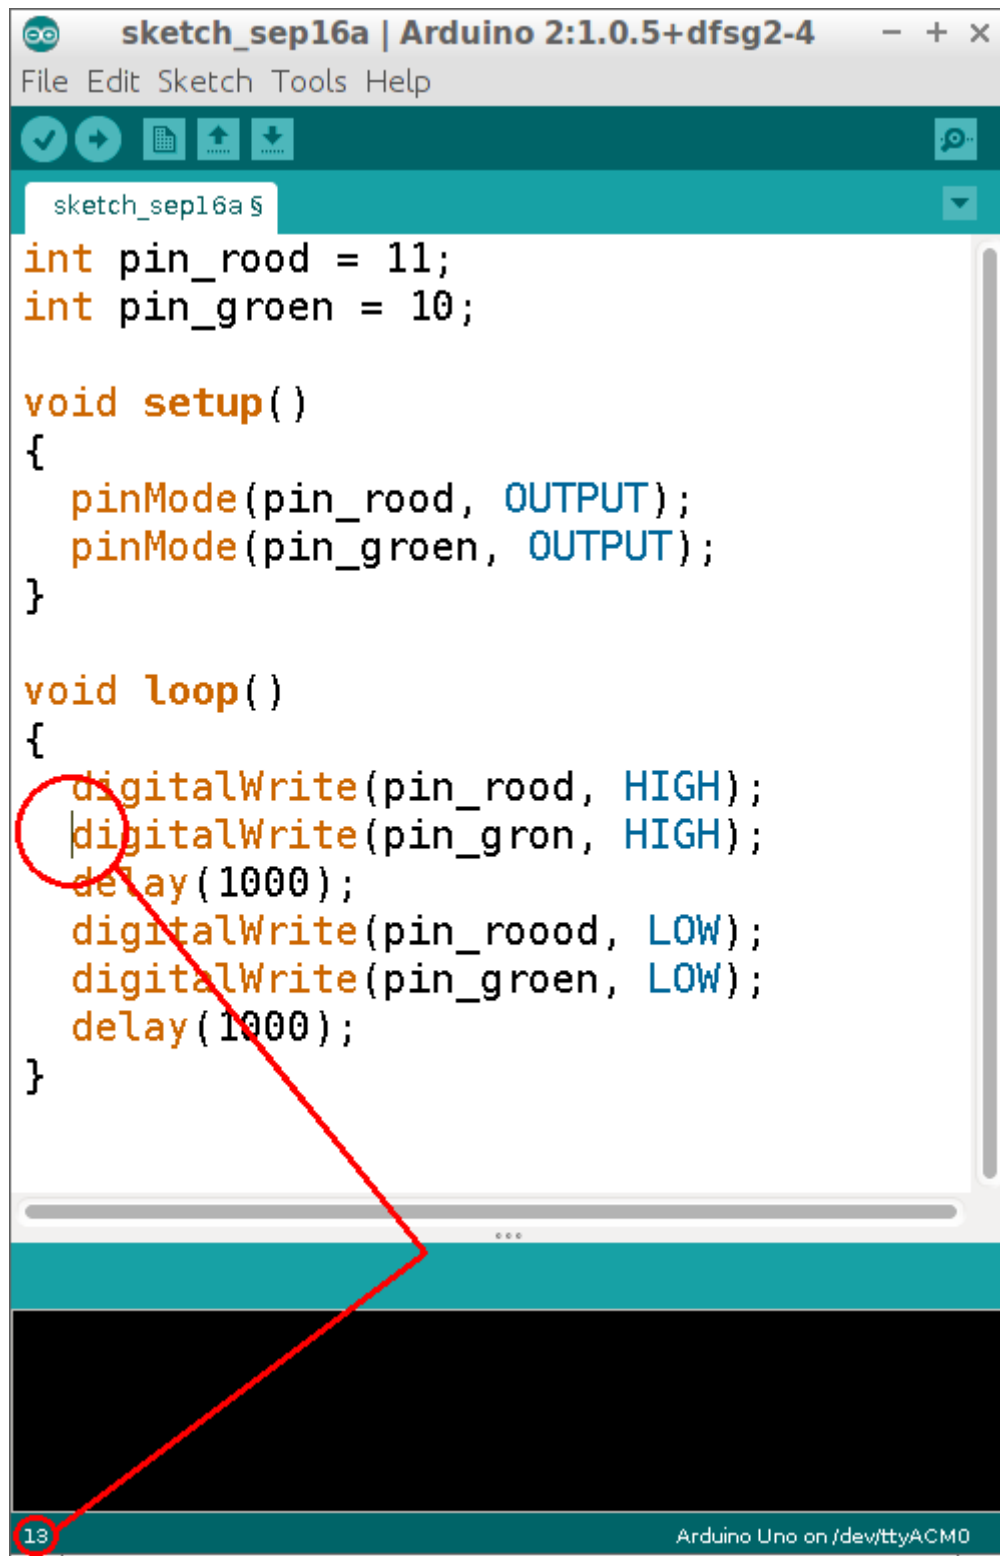 sketch_sep16a | Arduino 2:1.0.5+dfsg2-4
File Edit Sketch Tools Help
sketch_sep16a §
int pin_rood = 11;
int pin_groen = 10;
void setup()
{
  pinMode(pin_rood, OUTPUT);
  pinMode(pin_groen, OUTPUT);
}
void loop()
{
  digitalWrite(pin_rood, HIGH);
  digitalWrite(pin_gron, HIGH);
  delay(1000);
  digitalWrite(pin_roood, LOW);
  digitalWrite(pin_groen, LOW);
  delay(1000);
}
13
Arduino Uno on /dev/ttyACM0